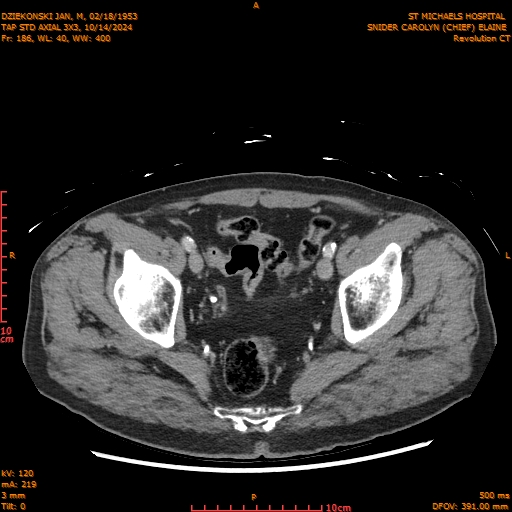 A
DZIEKONSKI JAN, M, 02/18/1953
TAP STD AXIAL 3X3, 10/14/2024
Fr: 186, WL: 40, WW: 400
ST MICHAELS HOSPITAL
SNIDER CAROLYN (CHIEF) ELAINE
Revolution CT
R
L
10
cm
kV: 120
mA: 219
3 mm
Tilt: 0
P
10cm
500 ms
DFOV: 391.00 mm